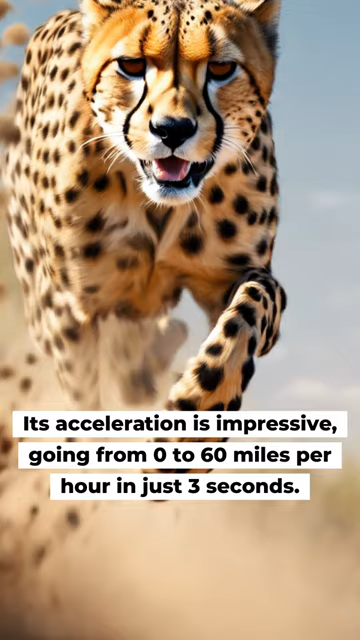 Its acceleration is impressive,
going from 0 to 60 miles per
hour in just 3 seconds.